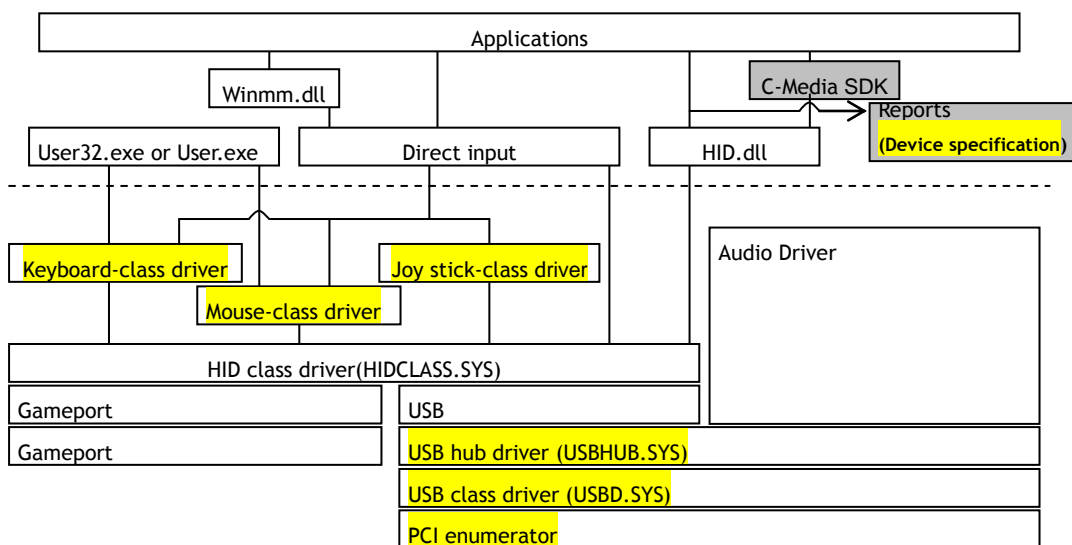 Applications
Winmm.dll
C-Media SDK
Reports
(Device specification)
User32.exe or User.exe
Direct input
HID.dll
Keyboard-class driver
Joy stick-class driver
Audio Driver
Mouse-class driver
HID class driver(HIDCLASS.SYS)
Gameport
USB
Gameport
USB hub driver (USBHUB.SYS)
USB class driver (USBD.SYS)
PCI enumerator